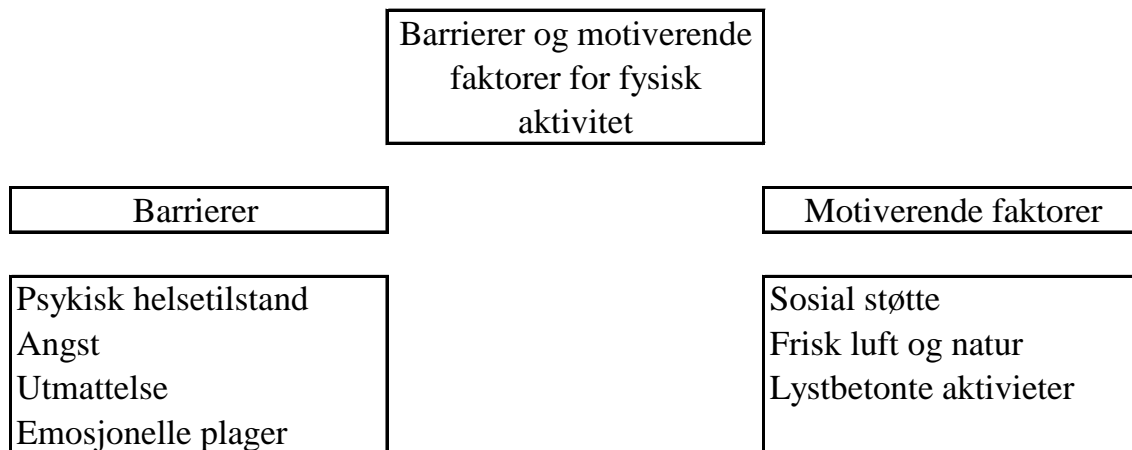 Barrierer og motiverende
faktorer for fysisk
aktivitet
Barrierer
Motiverende faktorer
Psykisk helsetilstand
Angst
Utmattelse
Emosjonelle plager
Sosial støtte
Frisk luft og natur
Lystbetonte aktivieter